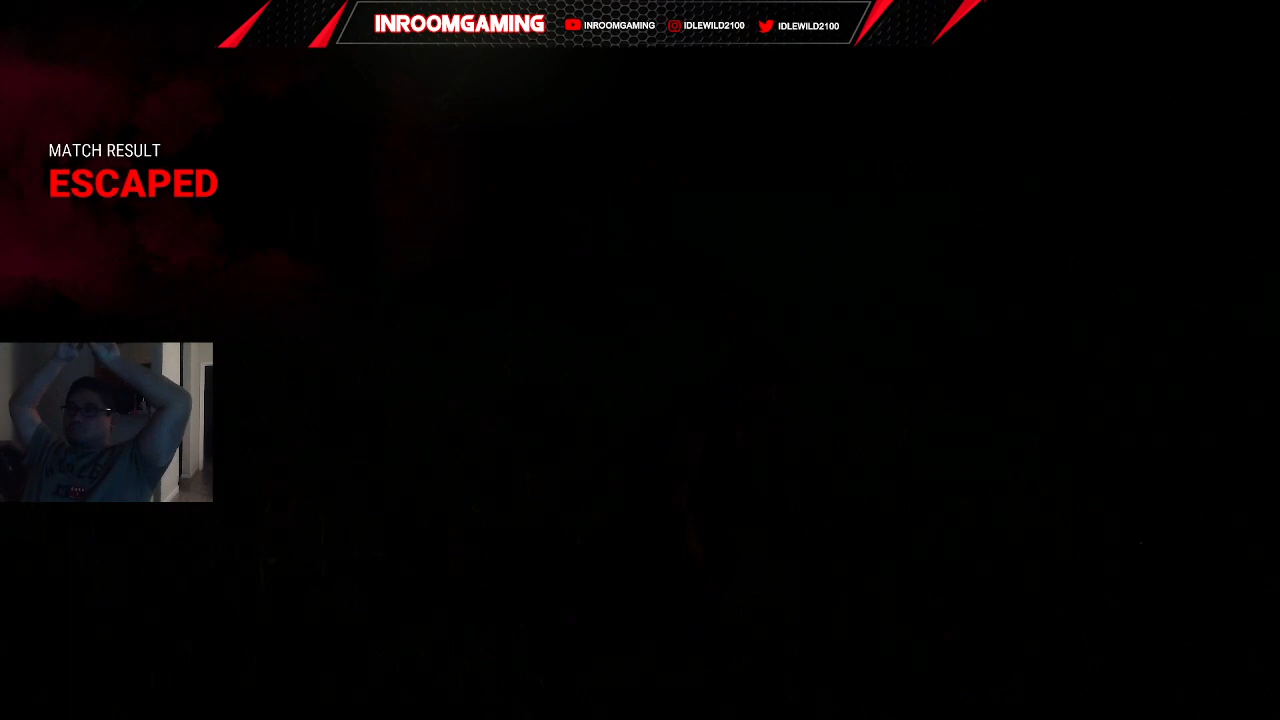 INROOMGAMING INROOMGAMING IDLEWILD2100 IDLEWILD2100
MATCH RESULT
ESCAPED